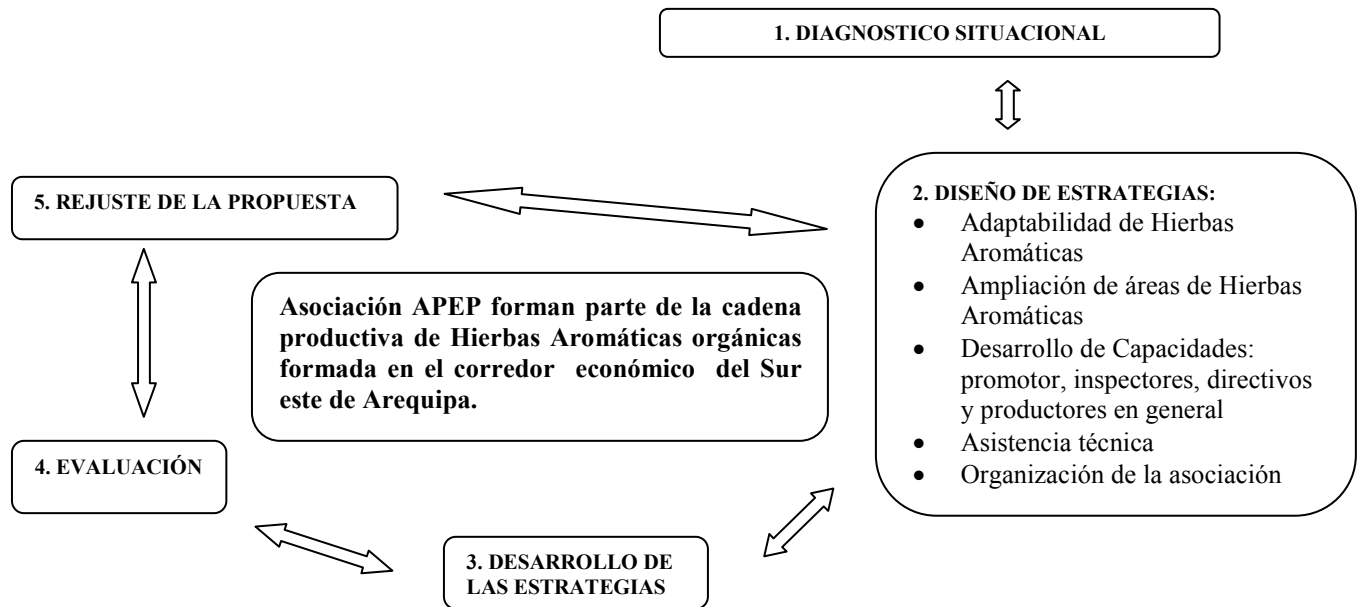 1. DIAGNOSTICO SITUACIONAL
2. DISEÑO DE ESTRATEGIAS:
• Adaptabilidad de Hierbas
Aromáticas
• Ampliación de áreas de Hierbas
Aromáticas
• Desarrollo de Capacidades:
promotor, inspectores, directivos
y productores en general
• Asistencia técnica
• Organización de la asociación
3. DESARROLLO DE
LAS ESTRATEGIAS
4. EVALUACIÓN
5. REJUSTE DE LA PROPUESTA
Asociación APEP forman parte de la cadena
productiva de Hierbas Aromáticas orgánicas
formada en el corredor económico del Sur
este de Arequipa.